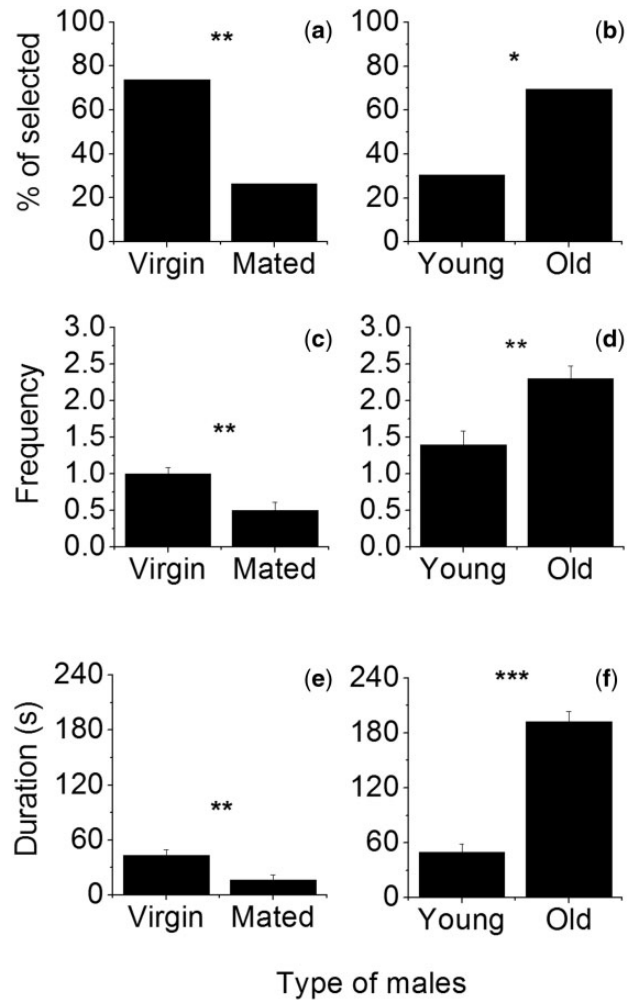 % of selected
100
80
60
40
20
0
**
(a)
Virgin Mated
100
80
60
40
20
0
*
(b)
Young Old
Frequency
3.0
2.5
2.0
1.5
1.0
0.5
0.0
**
(c)
Virgin Mated
3.0
2.5
2.0
1.5
1.0
0.5
0.0
**
(d)
Young Old
Duration (s)
240
180
120
60
0
**
(e)
Virgin Mated
240
180
120
60
0
***
(f)
Young Old
Type of males